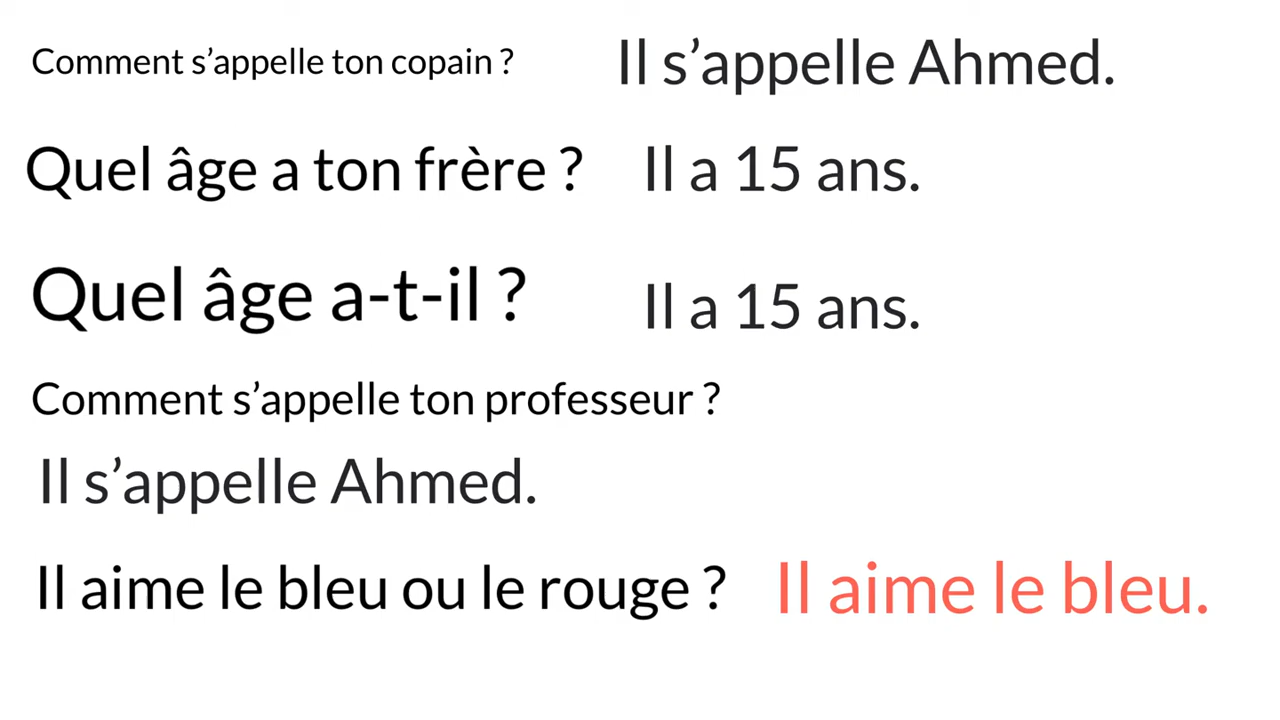 Comment s’appelle ton copain ? Il s’appelle Ahmed.
Quel âge a ton frère ? Il a 15 ans.
Quel âge a-t-il ? Il a 15 ans.
Comment s’appelle ton professeur ?
Il s’appelle Ahmed.
Il aime le bleu ou le rouge ? Il aime le bleu.